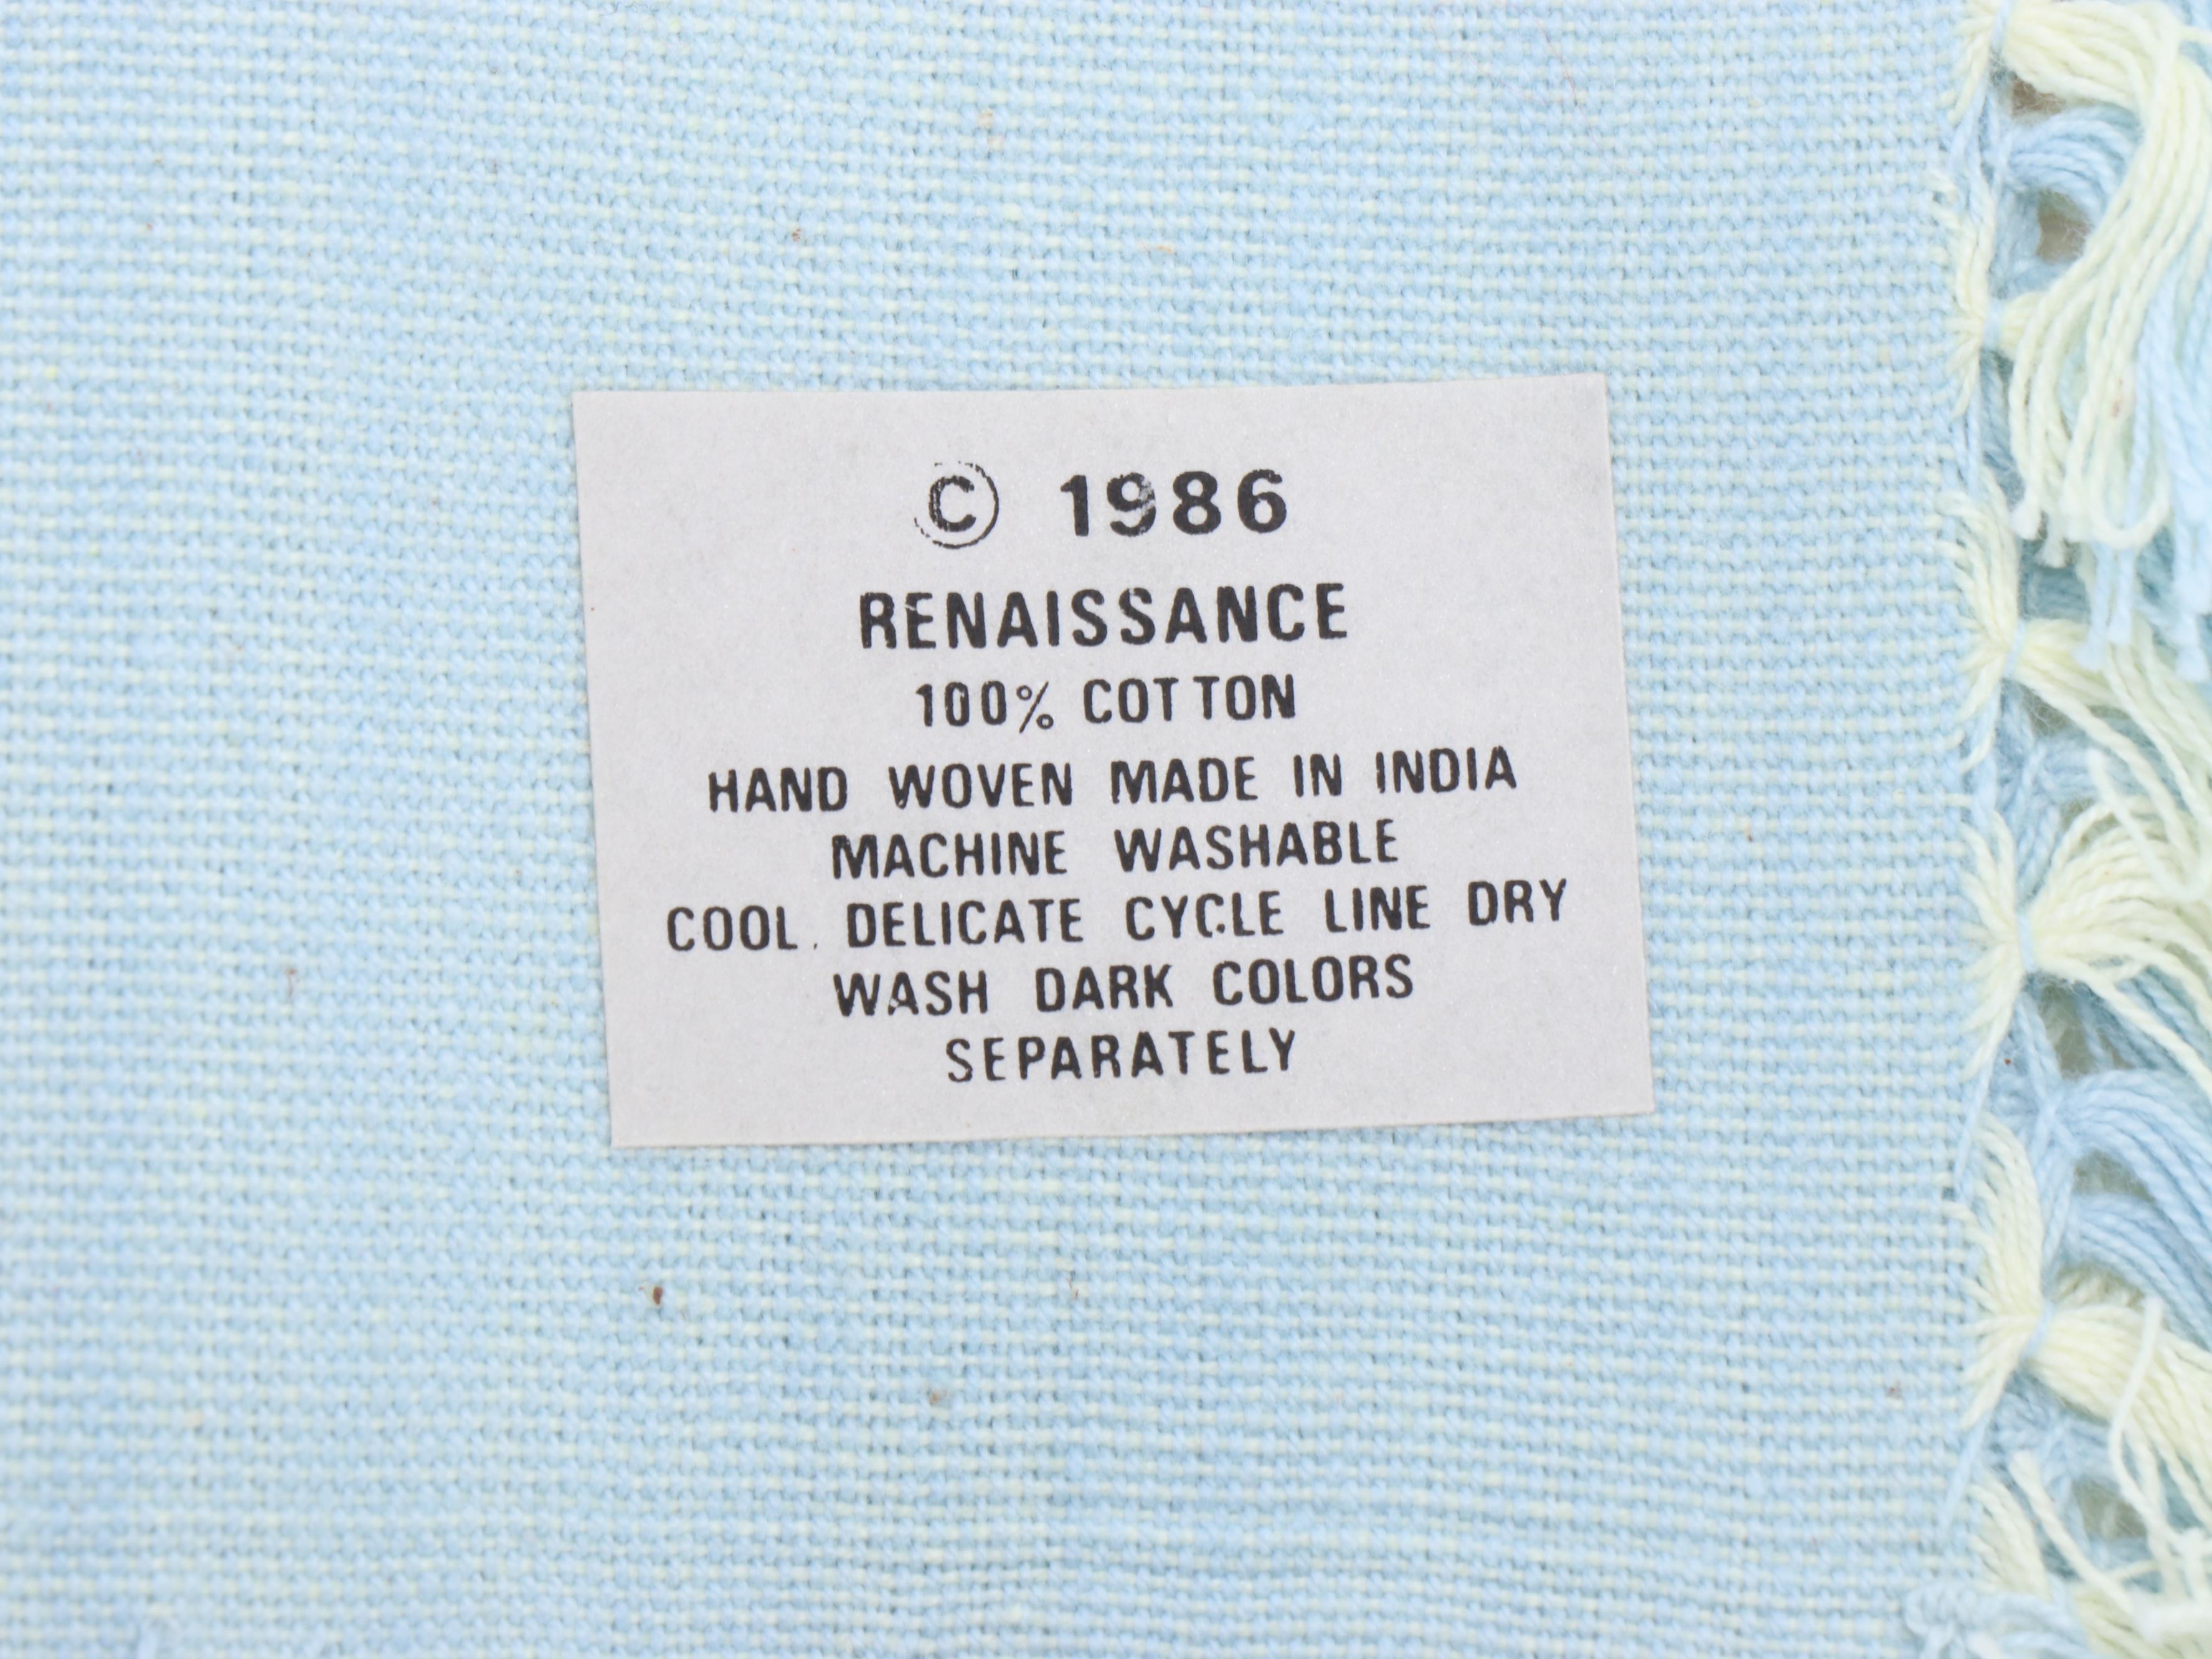 © 1986
RENAISSANCE
100% COTTON
HAND WOVEN MADE IN INDIA
MACHINE WASHABLE
COOL. DELICATE CYCLE LINE DRY
WASH DARK COLORS
SEPARATELY